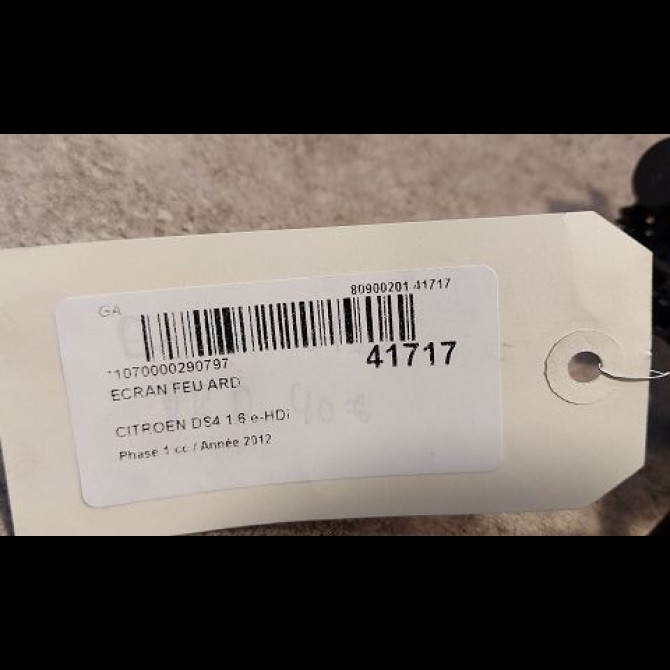 GA
80900201 41717
*1070000290797
41717
ECRAN FEU ARD
CITROEN DS4 1.6 e-HDi
Phase 1 cc / Année 2012